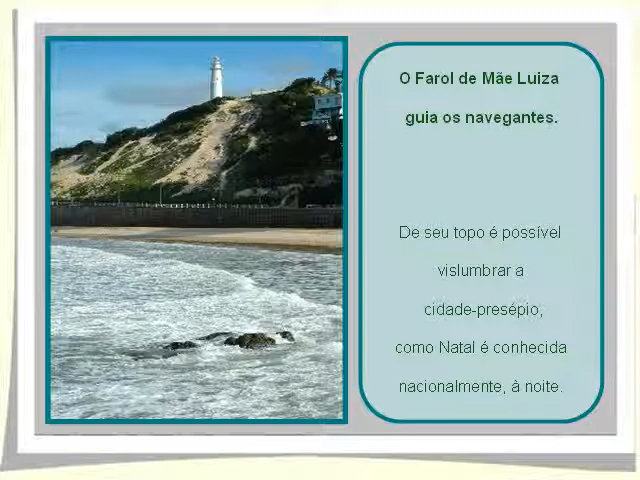 O Farol de Mãe Luiza
guia os navegantes.
De seu topo é possível
vislumbrar a
cidade-presépio,
como Natal é conhecida
nacionalmente, à noite.